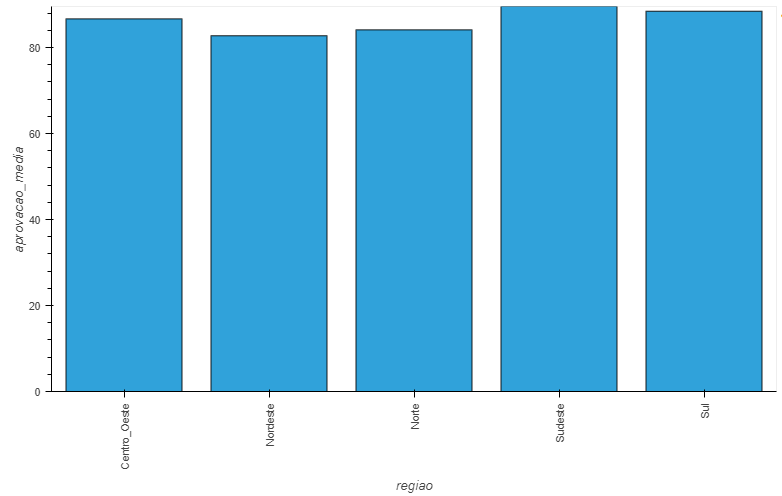 80
60
40
20
0
aprovacao_media
Centro_Oeste
Nordeste
Norte
Sudeste
Sul
regiao